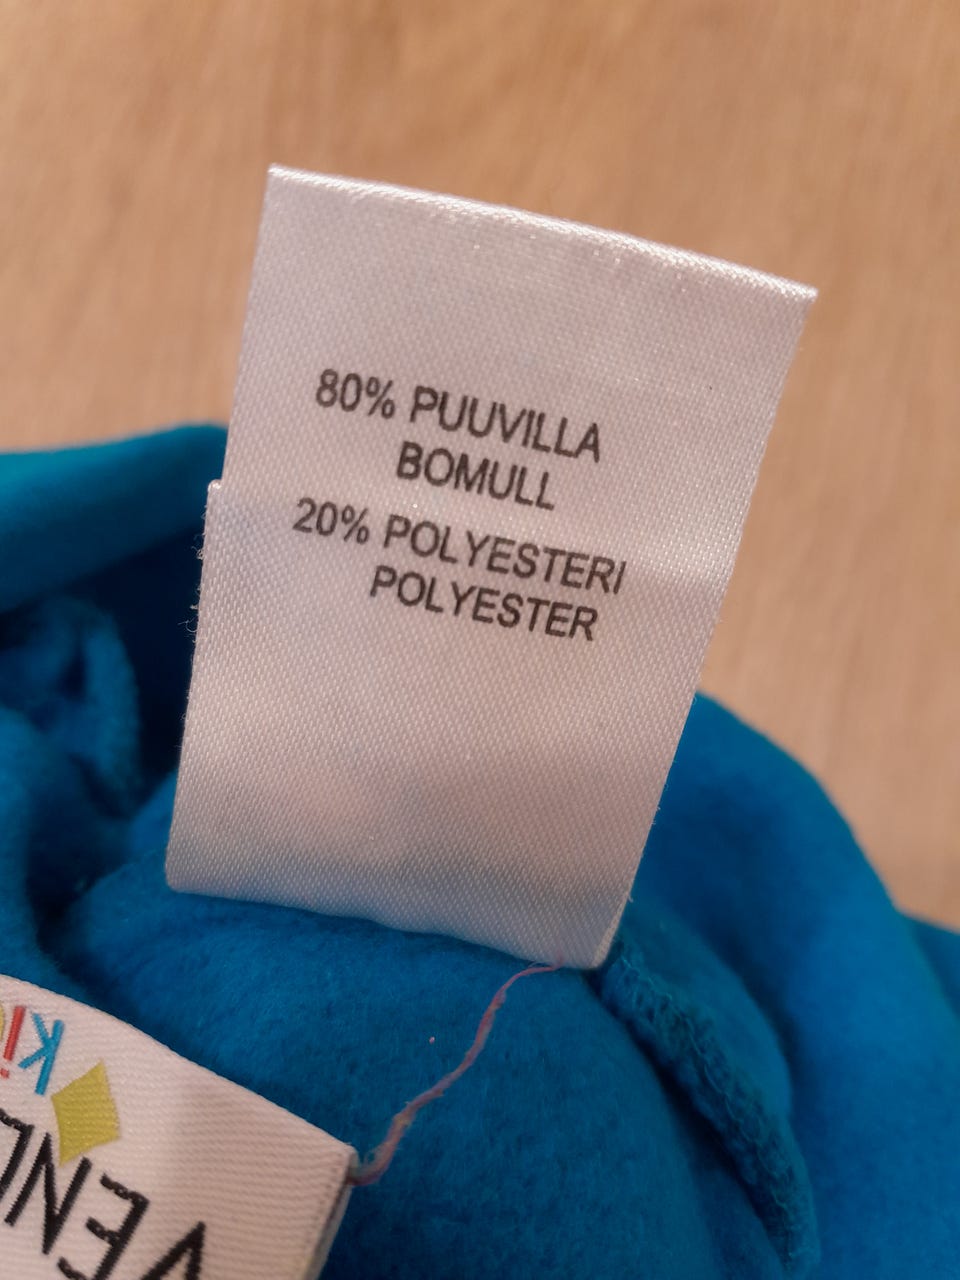 80% PUUVILLA
BOMULL
20% POLYESTERI
POLYESTER